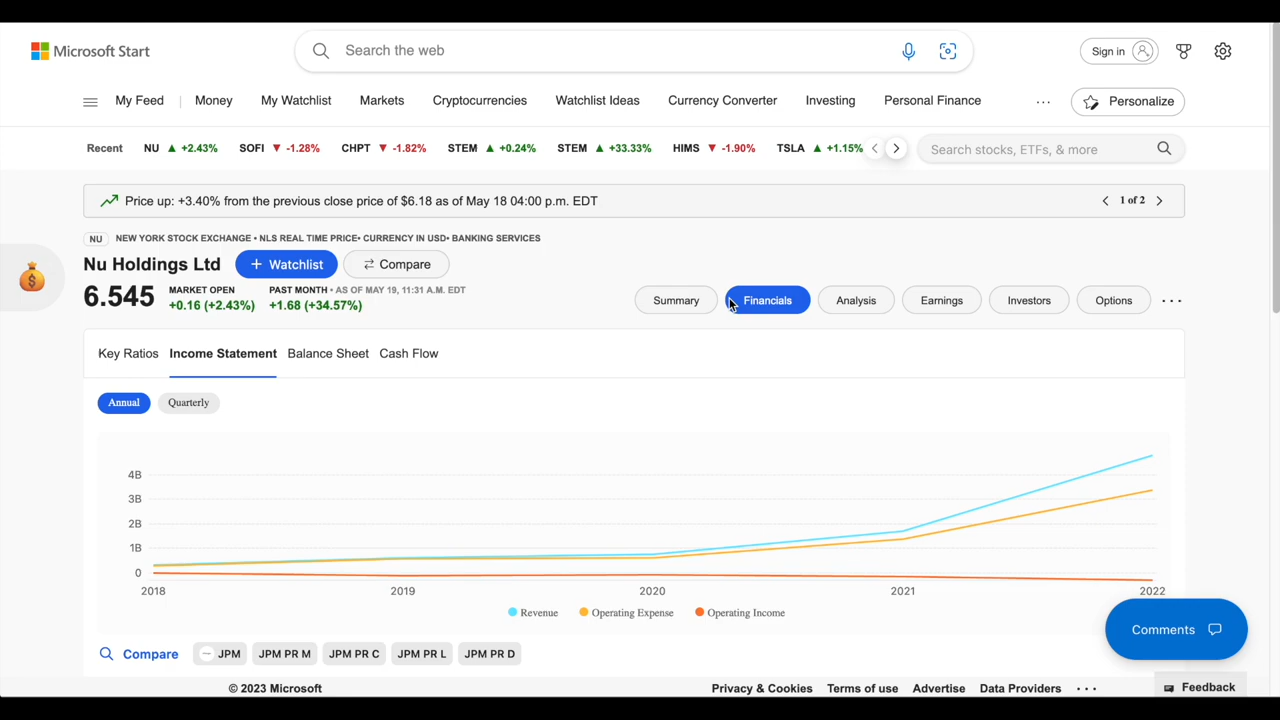 Microsoft Start
Search the web
Sign in
My Feed | Money My Watchlist Markets Cryptocurrencies Watchlist Ideas Currency Converter Investing Personal Finance ... Personalize
Recent NU ▲ +2.43% SOFI ▼ -1.28% CHPT ▼ -1.82% STEM ▲ +0.24% STEM ▲ +33.33% HIMS ▼ -1.90% TSLA ▲ +1.15% Search stocks, ETFs, & more
Price up: +3.40% from the previous close price of $6.18 as of May 18 04:00 p.m. EDT 1 of 2
NU NEW YORK STOCK EXCHANGE • NLS REAL TIME PRICE• CURRENCY IN USD• BANKING SERVICES
Nu Holdings Ltd + Watchlist Compare
6.545 MARKET OPEN PAST MONTH • AS OF MAY 19, 11:31 A.M. EDT
+0.16 (+2.43%) +1.68 (+34.57%)
Summary Financials Analysis Earnings Investors Options ...
Key Ratios Income Statement Balance Sheet Cash Flow
Annual Quarterly
4B
3B
2B
1B
0
2018 2019 2020 2021 2022
Revenue Operating Expense Operating Income
Comments
Compare JPM JPM PR M JPM PR C JPM PR L JPM PR D
© 2023 Microsoft Privacy & Cookies Terms of use Advertise Data Providers ... Feedback